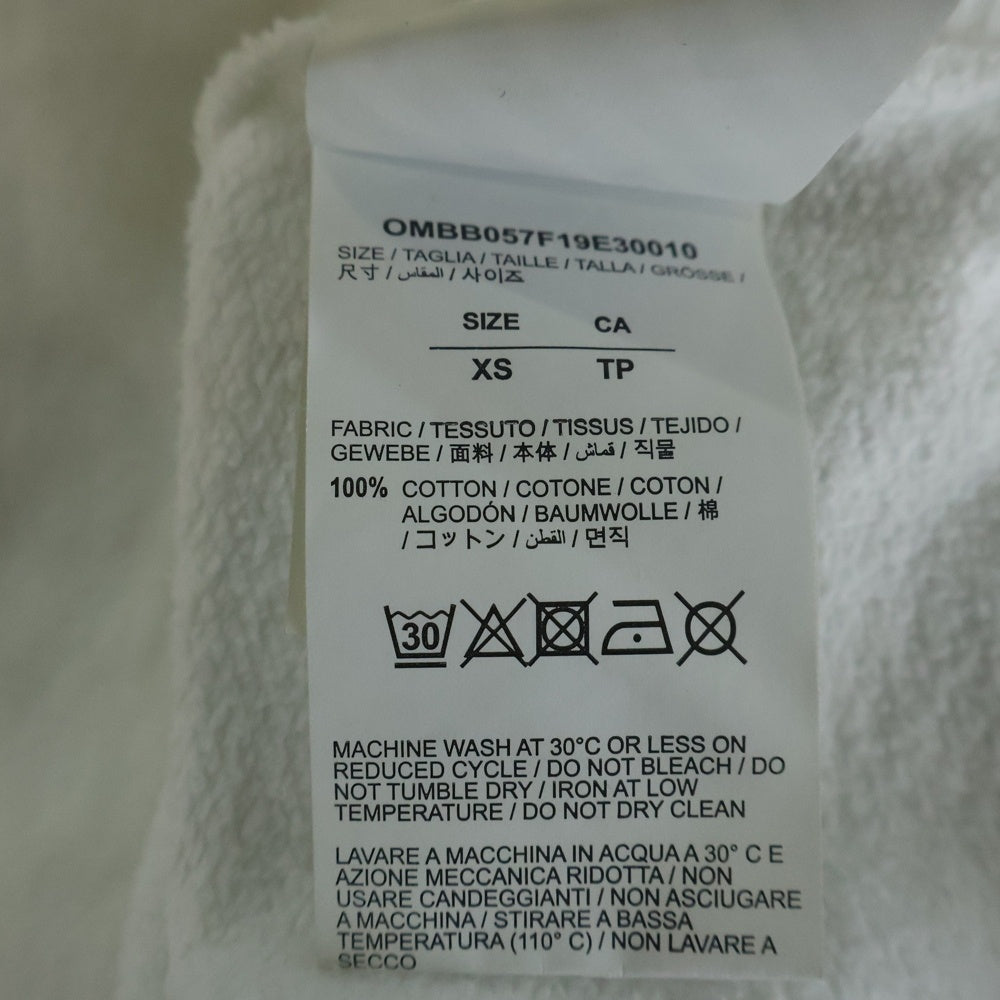 OMBB057F19E30010
SIZE / TAGLIA / TAILLE / TALLA / GRÖSSE /
尺寸 / المقاس / 사이즈
SIZE CA
XS TP
FABRIC / TESSUTO / TISSUS / TEJIDO /
GEWEBE / 面料 / 本体 / قماش / 직물
100% COTTON / COTONE / COTON /
ALGODÓN / BAUMWOLLE / 棉
/ コットン / القطن / 면직
30
MACHINE WASH AT 30°C OR LESS ON
REDUCED CYCLE / DO NOT BLEACH / DO
NOT TUMBLE DRY / IRON AT LOW
TEMPERATURE / DO NOT DRY CLEAN
LAVARE A MACCHINA IN ACQUA A 30° C E
AZIONE MECCANICA RIDOTTA / NON
USARE CANDEGGIANTI / NON ASCIUGARE
A MACCHINA / STIRARE A BASSA
TEMPERATURA (110° C) / NON LAVARE A
SECCO